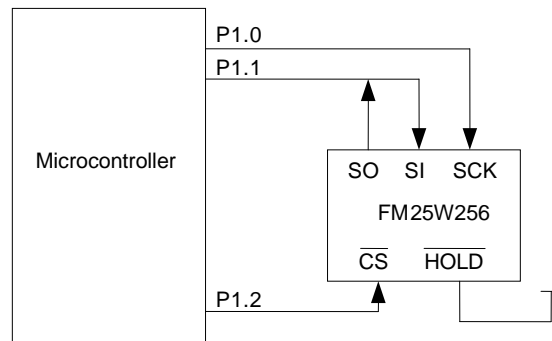 P1.0
P1.1
Microcontroller
SO SI SCK
FM25W256
CS HOLD
P1.2